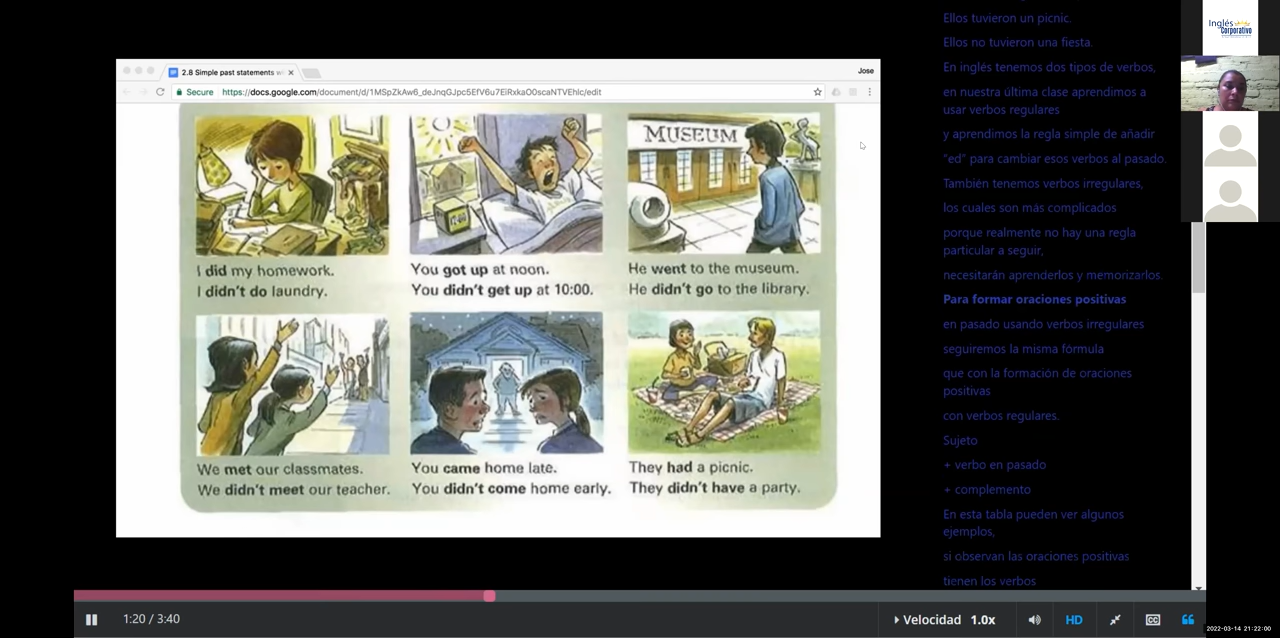 2.8 Simple past statements w
Jose
Secure https://docs.google.com/document/d/1MSpZkAw6_deJnqGJpc5EfV6u7EiRxkaO0scaNTVEhlc/edit
MUSEUM
I did my homework.
I didn't do laundry.
You got up at noon.
You didn't get up at 10:00.
He went to the museum.
He didn't go to the library.
We met our classmates.
We didn't meet our teacher.
You came home late.
You didn't come home early.
They had a picnic.
They didn't have a party.
Ellos tuvieron un picnic.
Ellos no tuvieron una fiesta.
En inglés tenemos dos tipos de verbos,
en nuestra última clase aprendimos a
usar verbos regulares
y aprendimos la regla simple de añadir
"ed" para cambiar esos verbos al pasado.
También tenemos verbos irregulares,
los cuales son más complicados
porque realmente no hay una regla
particular a seguir,
necesitarán aprenderlos y memorizarlos.
Para formar oraciones positivas
en pasado usando verbos irregulares
seguiremos la misma fórmula
que con la formación de oraciones
positivas
con verbos regulares.
Sujeto
+ verbo en pasado
+ complemento
En esta tabla pueden ver algunos
ejemplos,
si observan las oraciones positivas
tienen los verbos
Inglés
Corporativo
1:20 / 3:40
Velocidad 1.0x
HD
CC
2022-03-14 21:22:00